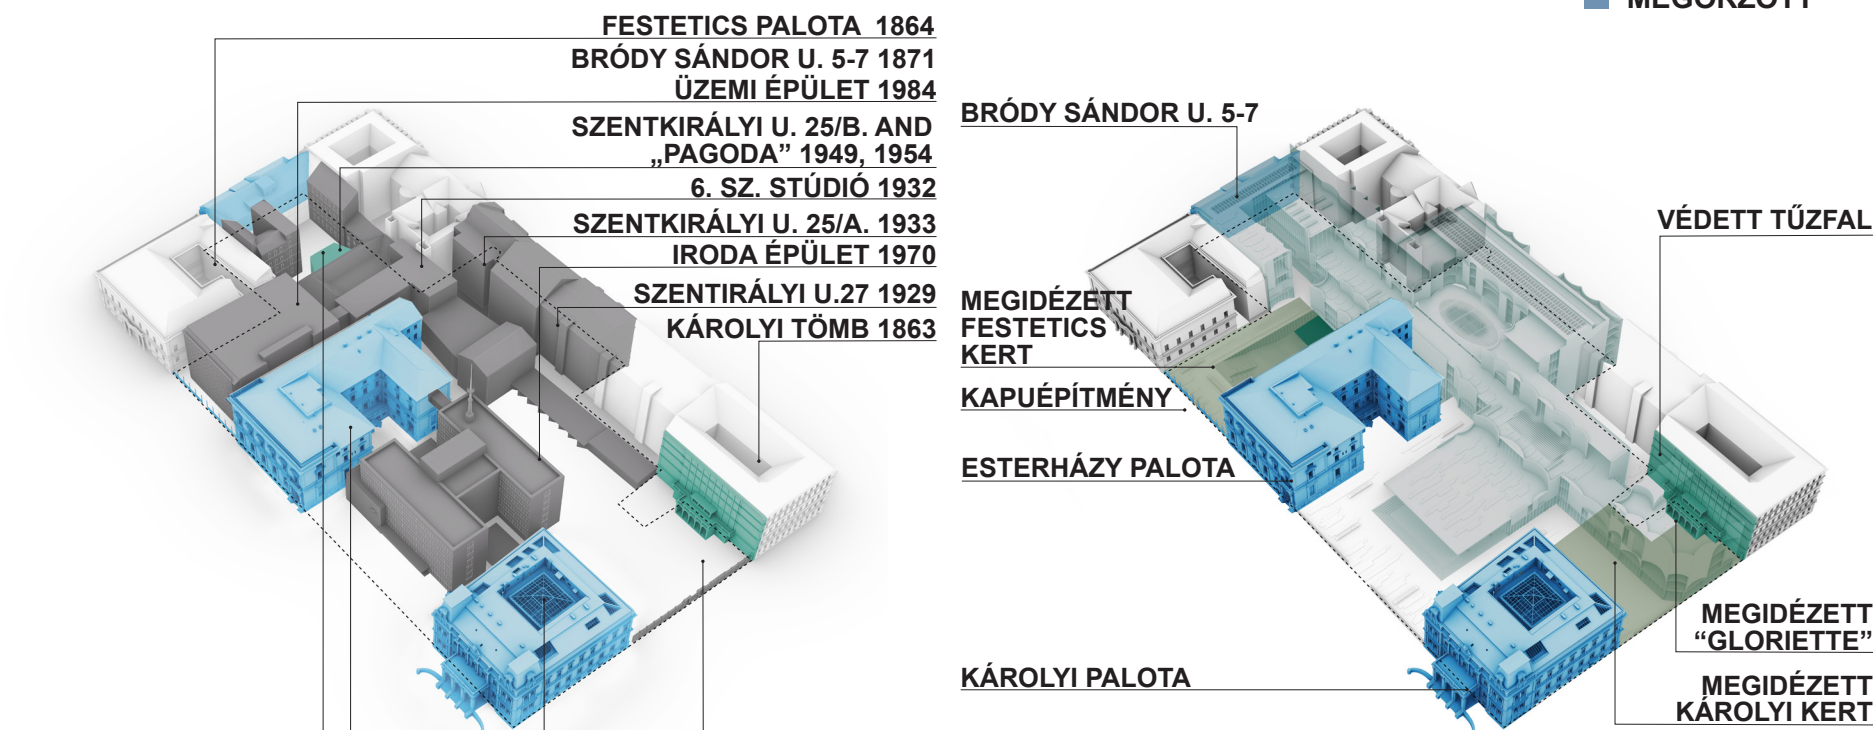 MEGŐRZÖTT
FESTETICS PALOTA 1864
BRÓDY SÁNDOR U. 5-7 1871
ÜZEMI ÉPÜLET 1984
SZENTKIRÁLYI U. 25/B. AND
„PAGODA” 1949, 1954
6. SZ. STÚDIÓ 1932
SZENTKIRÁLYI U. 25/A. 1933
IRODA ÉPÜLET 1970
SZENTIRÁLYI U.27 1929
KÁROLYI TÖMB 1863
BRÓDY SÁNDOR U. 5-7
MEGIDÉZETT
FESTETICS
KERT
KAPUÉPÍTMÉNY
ESTERHÁZY PALOTA
KÁROLYI PALOTA
VÉDETT TŰZFAL
MEGIDÉZETT
“GLORIETTE”
MEGIDÉZETT
KÁROLYI KERT